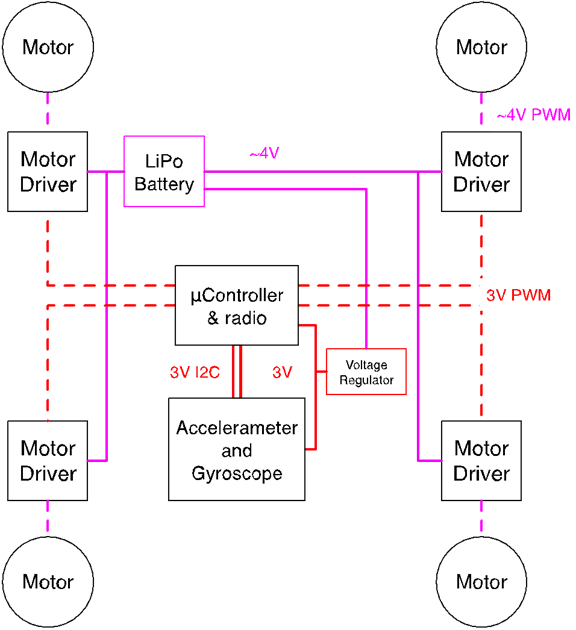 Motor
Motor
~4V PWM
Motor
Driver
LiPo
Battery
~4V
Motor
Driver
µController
& radio
3V PWM
3V I2C
3V
Voltage
Regulator
Accelerameter
and
Gyroscope
Motor
Driver
Motor
Driver
Motor
Motor